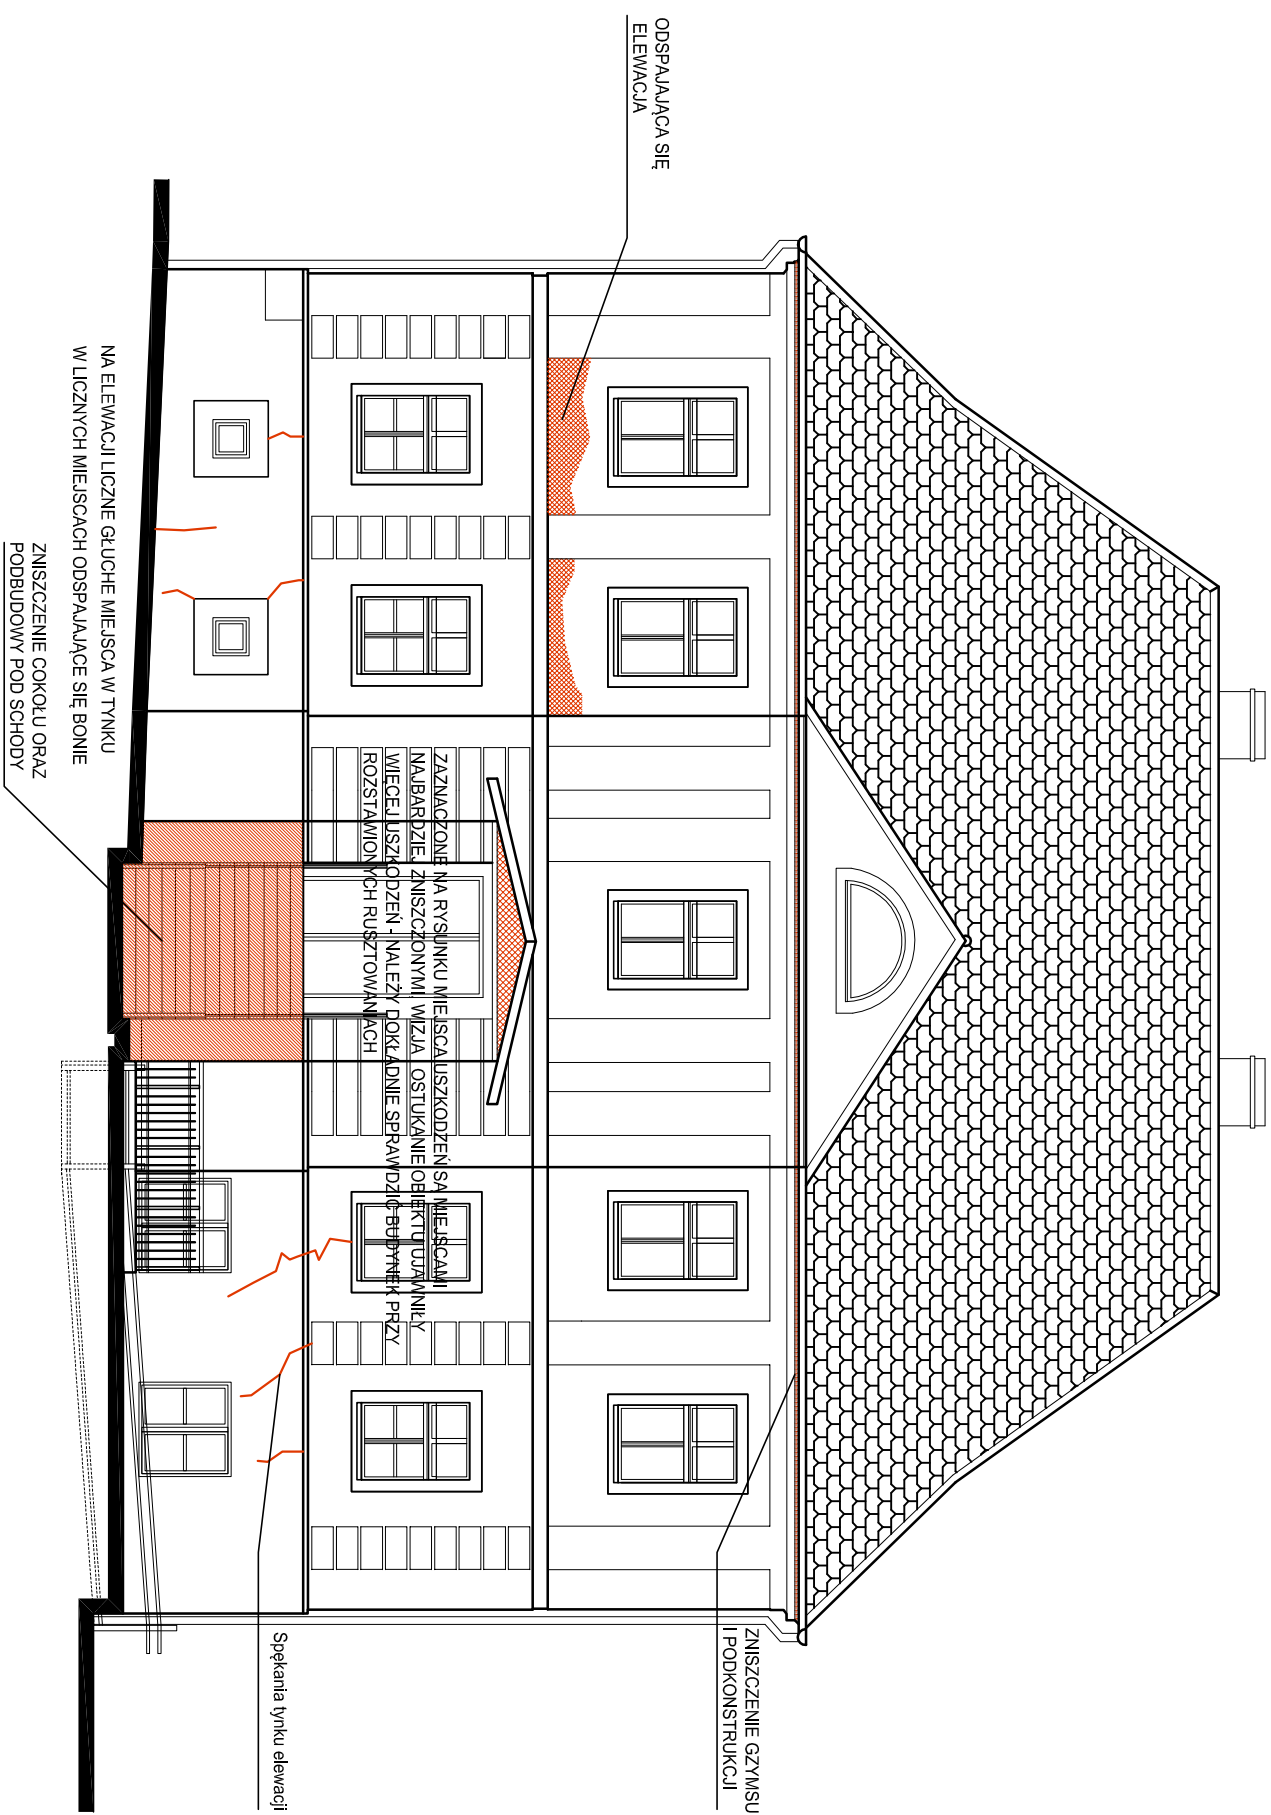 ODSPAJAJĄCA SIĘ
ELEWACJA
ZNISZCZENIE GZYMSU
I PODKONSTRUKCJI
ZAZNACZONE NA RYSUNKU MIEJSCA USZKODZEŃ SĄ MIEJSCAMI
NAJBARDZIEJ ZNISZCZONYMI, WIZJA I OSTUKANIE OBIEKTU UJAWNIŁY
WIĘCEJ USZKODZEŃ - NALEŻY DOKŁADNIE SPRAWDZIĆ BUDYNEK PRZY
ROZSTAWIONYCH RUSZTOWANIACH
Spękania tynku elewacji
NA ELEWACJI LICZNE GŁUCHE MIEJSCA W TYNKU
W LICZNYCH MIEJSCACH ODSPAJAJĄCE SIĘ BONIE
ZNISZCZENIE COKOŁU ORAZ
PODBUDOWY POD SCHODY